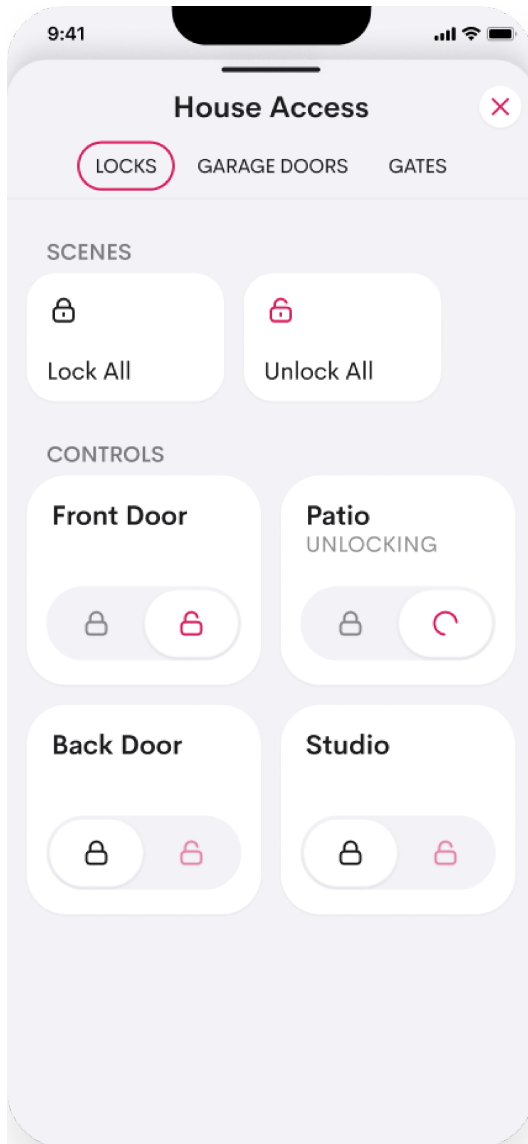 9:41
House Access
LOCKS GARAGE DOORS GATES
SCENES
Lock All Unlock All
CONTROLS
Front Door Patio
UNLOCKING
Back Door Studio